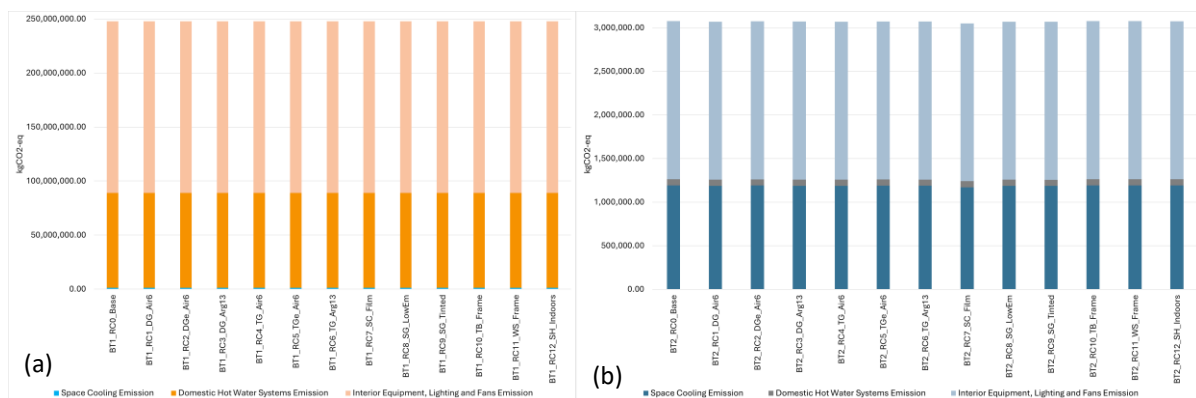 250,000,000.00
200,000,000.00
150,000,000.00
100,000,000.00
50,000,000.00
0.00
kgCO2-eq
BT1_RC0_Base
BT1_RC1_DG_Air6
BT1_RC2_DGe_Air6
BT1_RC3_DG_Arg13
BT1_RC4_TG_Air6
BT1_RC5_TGe_Air6
BT1_RC6_TG_Arg13
BT1_RC7_SC_Film
BT1_RC8_SG_LowEm
BT1_RC9_SG_Tinted
BT1_RC10_TB_Frame
BT1_RC11_WS_Frame
BT1_RC12_SH_Indoors
(a)
Space Cooling Emission
Domestic Hot Water Systems Emission
Interior Equipment, Lighting and Fans Emission
3,000,000.00
2,500,000.00
2,000,000.00
1,500,000.00
1,000,000.00
500,000.00
0.00
kgCO2-eq
BT2_RC0_Base
BT2_RC1_DG_Air6
BT2_RC2_DGe_Air6
BT2_RC3_DG_Arg13
BT2_RC4_TG_Air6
BT2_RC5_TGe_Air6
BT2_RC6_TG_Arg13
BT2_RC7_SC_Film
BT2_RC8_SG_LowEm
BT2_RC9_SG_Tinted
BT2_RC10_TB_Frame
BT2_RC11_WS_Frame
BT2_RC12_SH_Indoors
(b)
Space Cooling Emission
Domestic Hot Water Systems Emission
Interior Equipment, Lighting and Fans Emission